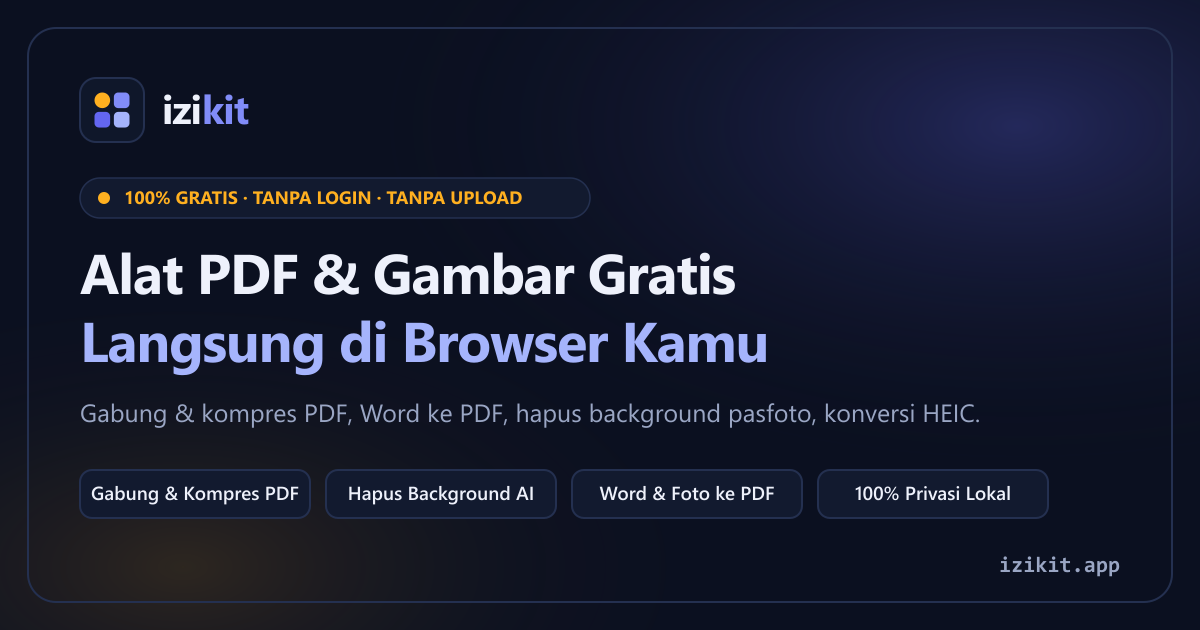 izikit
100% GRATIS · TANPA LOGIN · TANPA UPLOAD
Alat PDF & Gambar Gratis
Langsung di Browser Kamu
Gabung & kompres PDF, Word ke PDF, hapus background pasfoto, konversi HEIC.
Gabung & Kompres PDF
Hapus Background AI
Word & Foto ke PDF
100% Privasi Lokal
izikit.app